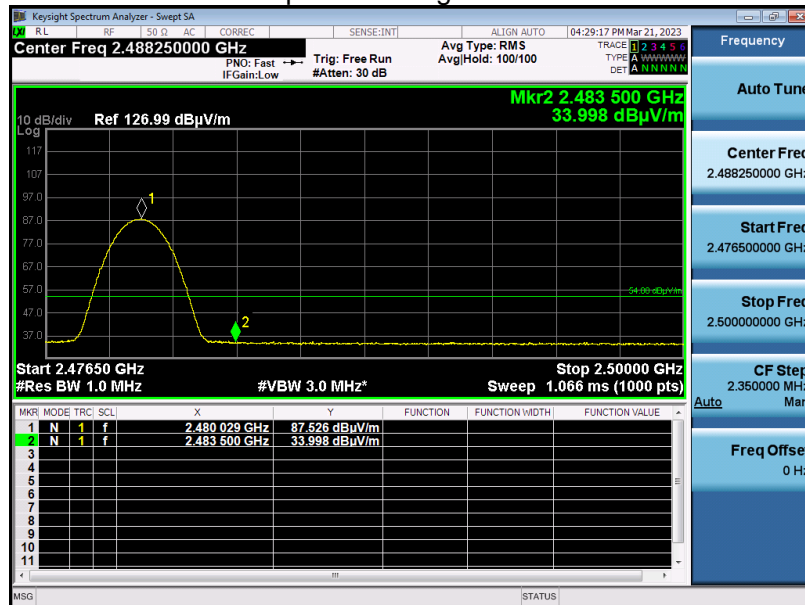 Keysight Spectrum Analyzer - Swept SA
LXI RL RF 50 Ω AC CORREC SENSE:INT ALIGN AUTO 04:29:17 PM Mar 21, 2023
Center Freq 2.488250000 GHz
PNO: Fast
IFGain:Low
Trig: Free Run
#Atten: 30 dB
Avg Type: RMS
Avg|Hold: 100/100
TRACE 1 2 3 4 5 6
TYPE A WWWWW
DET A N N N N N
Frequency
Auto Tune
Center Freq
2.488250000 GHz
Start Freq
2.476500000 GHz
Stop Freq
2.500000000 GHz
CF Step
2.350000 MHz
Auto Man
Freq Offset
0 Hz
Mkr2 2.483 500 GHz
33.998 dBµV/m
10 dB/div Ref 126.99 dBµV/m
Log
117
107
97.0
87.0
77.0
67.0
57.0
47.0
37.0
1
2
54.00 dBµV/m
Start 2.47650 GHz Stop 2.50000 GHz
#Res BW 1.0 MHz #VBW 3.0 MHz* Sweep 1.066 ms (1000 pts)
MKR MODE TRC SCL X Y FUNCTION FUNCTION WIDTH FUNCTION VALUE
1 N 1 f 2.480 029 GHz 87.526 dBµV/m
2 N 1 f 2.483 500 GHz 33.998 dBµV/m
3
4
5
6
7
8
9
10
11
MSG STATUS